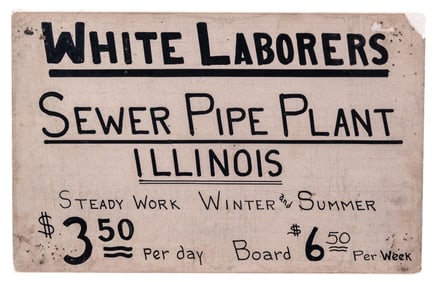 WHITE LABORERS
SEWER PIPE PLANT
ILLINOIS
STEADY WORK WINTER and SUMMER
$3.50 Per day Board $6.50 Per Week